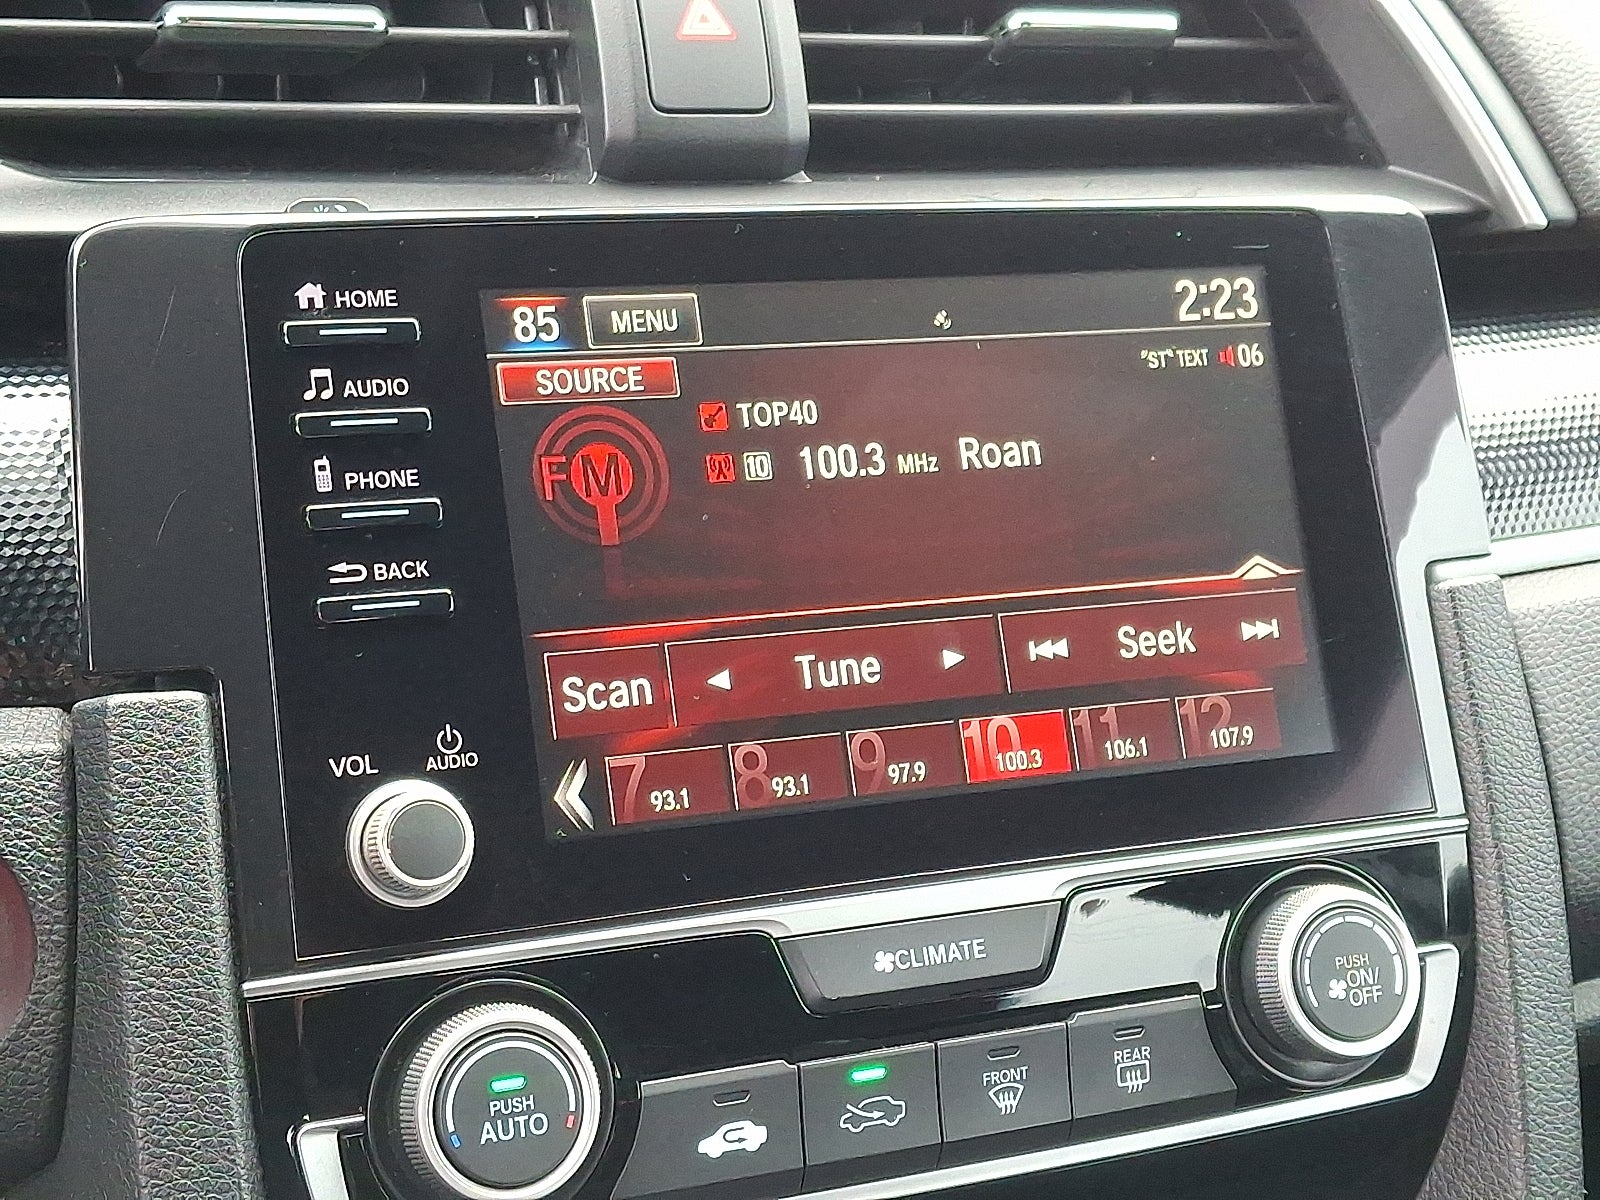 HOME
AUDIO
PHONE
BACK
VOL
AUDIO
85 MENU 2:23
SOURCE "ST" TEXT 06
TOP40
FM 10 100.3 MHz Roan
Scan Tune Seek
7 93.1 8 93.1 9 97.9 10 100.3 11 106.1 12 107.9
CLIMATE
PUSH
ON/
OFF
PUSH
AUTO
FRONT
REAR